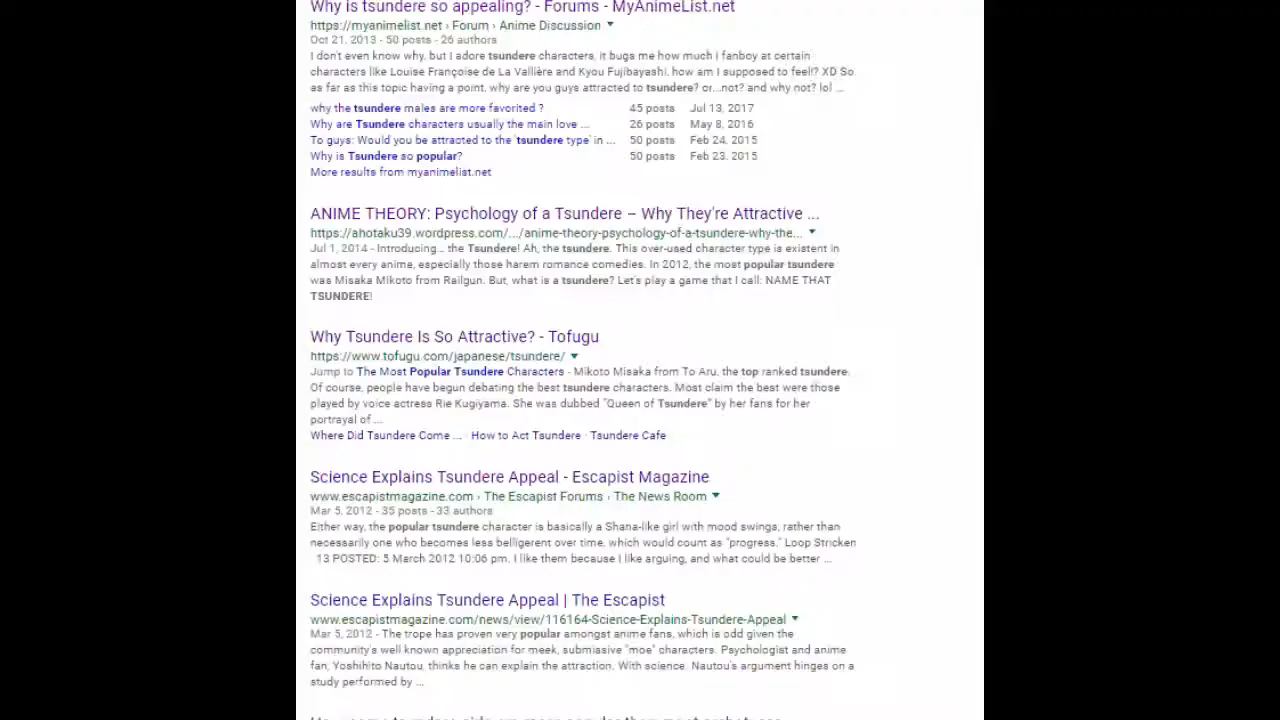 Why is tsundere so appealing? - Forums - MyAnimeList.net
https://myanimelist.net › Forum › Anime Discussion
Oct 21, 2013 - 50 posts - 26 authors
I don't even know why, but I adore tsundere characters, it bugs me how much i fanboy at certain
characters like Louise Françoise de La Vallière and Kyou Fujibayashi. how am I supposed to feel!? XD So
as far as this topic having a point. why are you guys attracted to tsundere? or...not? and why not? lol ...
why the tsundere males are more favorited ? 45 posts Jul 13, 2017
Why are Tsundere characters usually the main love ... 26 posts May 8, 2016
To guys: Would you be attracted to the 'tsundere type' in ... 50 posts Feb 24, 2015
Why is Tsundere so popular? 50 posts Feb 23, 2015
More results from myanimelist.net
ANIME THEORY: Psychology of a Tsundere – Why They're Attractive ...
https://ahotaku39.wordpress.com/.../anime-theory-psychology-of-a-tsundere-why-the...
Jul 1, 2014 - Introducing... the Tsundere! Ah, the tsundere. This over-used character type is existent in
almost every anime, especially those harem romance comedies. In 2012, the most popular tsundere
was Misaka Mikoto from Railgun. But, what is a tsundere? Let's play a game that I call: NAME THAT
TSUNDERE!
Why Tsundere Is So Attractive? - Tofugu
https://www.tofugu.com/japanese/tsundere/
Jump to The Most Popular Tsundere Characters - Mikoto Misaka from To Aru, the top ranked tsundere.
Of course, people have begun debating the best tsundere characters. Most claim the best were those
played by voice actress Rie Kugiyama. She was dubbed "Queen of Tsundere" by her fans for her
portrayal of ...
Where Did Tsundere Come ... · How to Act Tsundere · Tsundere Cafe
Science Explains Tsundere Appeal - Escapist Magazine
www.escapistmagazine.com › The Escapist Forums › The News Room
Mar 5, 2012 - 35 posts - 33 authors
Either way, the popular tsundere character is basically a Shana-like girl with mood swings, rather than
necessarily one who becomes less belligerent over time, which would count as "progress." Loop Stricken
13 POSTED: 5 March 2012 10:06 pm. I like them because I like arguing, and what could be better ...
Science Explains Tsundere Appeal | The Escapist
www.escapistmagazine.com/news/view/116164-Science-Explains-Tsundere-Appeal
Mar 5, 2012 - The trope has proven very popular amongst anime fans, which is odd given the
community's well known appreciation for meek, submissive "moe" characters. Psychologist and anime
fan, Yoshihito Nautou, thinks he can explain the attraction. With science. Nautou's argument hinges on a
study performed by ...